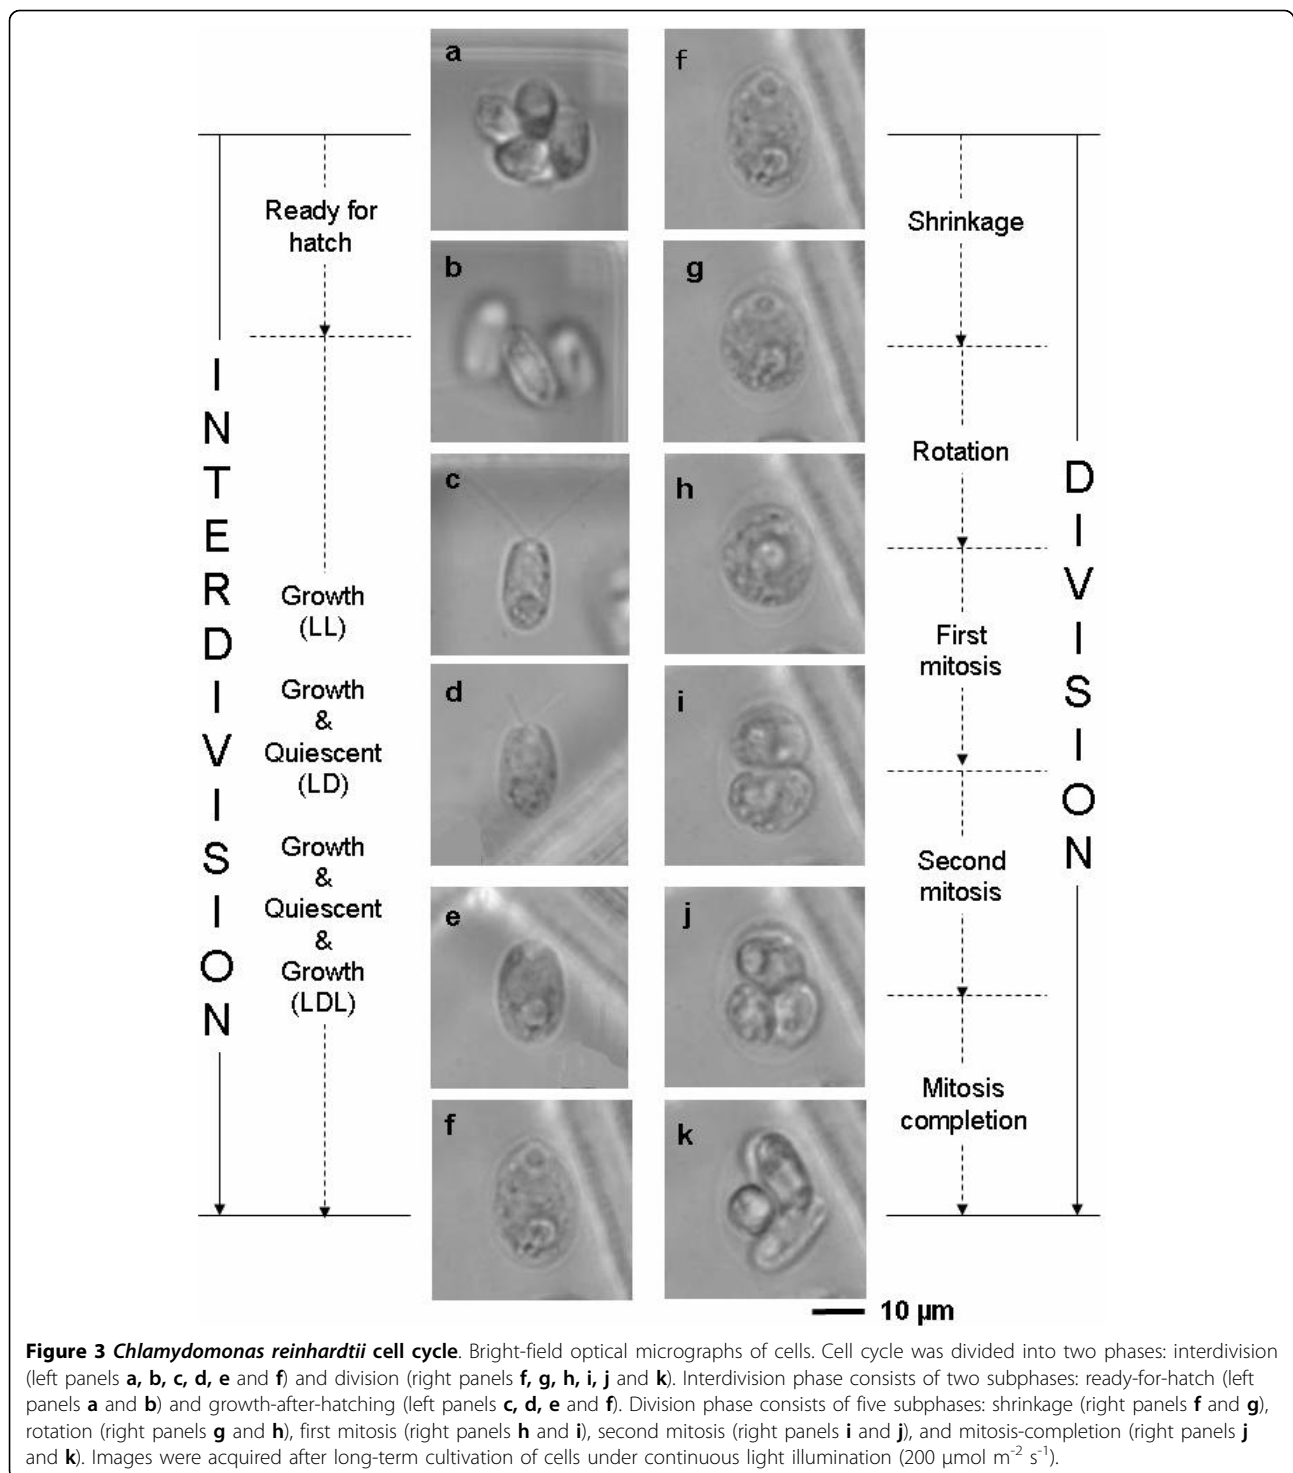 a
f
Ready for
hatch
Shrinkage
b
g
INTERDIVISION
Rotation
c
h
DIVISION
Growth
(LL)
First
mitosis
d
i
Growth
&
Quiescent
(LD)
Growth
&
Quiescent
&
Growth
(LDL)
Second
mitosis
e
j
Mitosis
completion
f
k
10 µm
Figure 3 Chlamydomonas reinhardtii cell cycle. Bright-field optical micrographs of cells. Cell cycle was divided into two phases: interdivision
(left panels a, b, c, d, e and f) and division (right panels f, g, h, i, j and k). Interdivision phase consists of two subphases: ready-for-hatch (left
panels a and b) and growth-after-hatching (left panels c, d, e and f). Division phase consists of five subphases: shrinkage (right panels f and g),
rotation (right panels g and h), first mitosis (right panels h and i), second mitosis (right panels i and j), and mitosis-completion (right panels j
and k). Images were acquired after long-term cultivation of cells under continuous light illumination (200 µmol m⁻² s⁻¹).